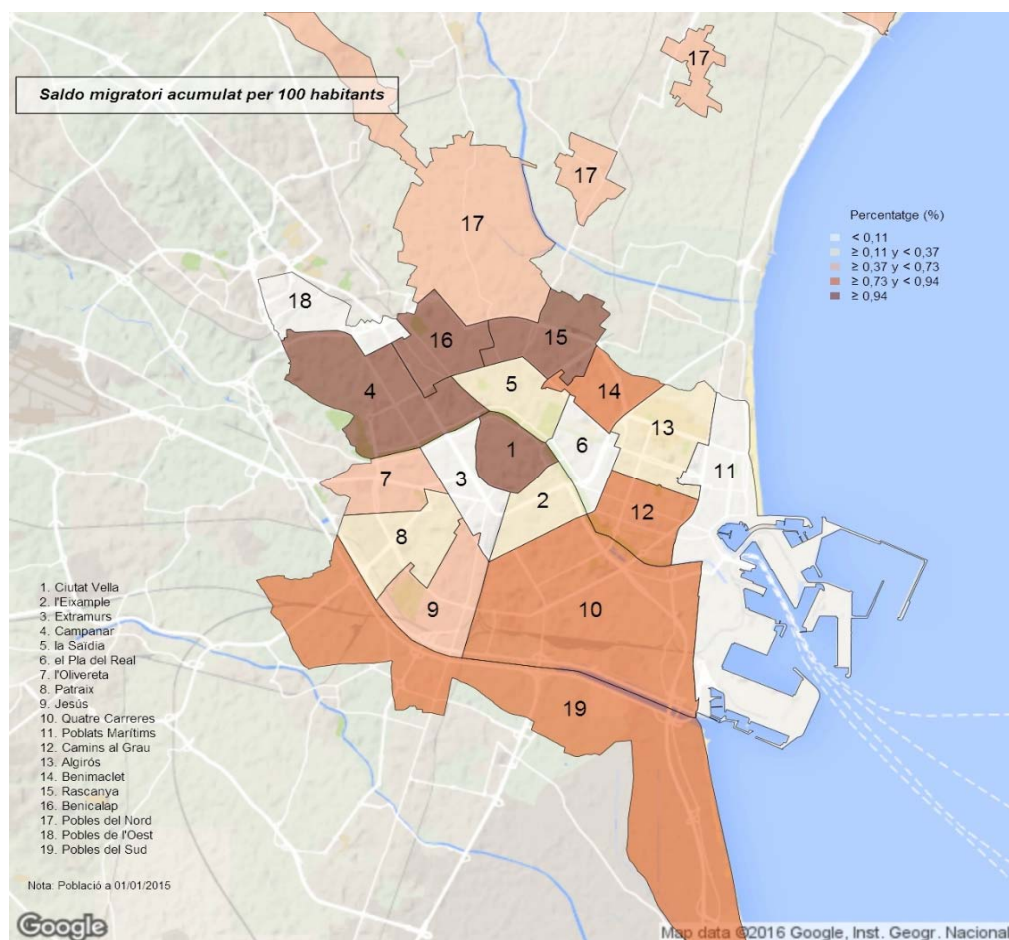 Saldo migratori acumulat per 100 habitants
17
17
17
Percentatge (%)
< 0,11
≥ 0,11 y < 0,37
≥ 0,37 y < 0,73
≥ 0,73 y < 0,94
≥ 0,94
18
16
15
4
5
14
13
6
1
11
3
7
2
12
8
10
9
19
1. Ciutat Vella
2. l'Eixample
3. Extramurs
4. Campanar
5. la Saïdia
6. el Pla del Real
7. l'Olivereta
8. Patraix
9. Jesús
10. Quatre Carreres
11. Poblats Marítims
12. Camins al Grau
13. Algirós
14. Benimaclet
15. Rascanya
16. Benicalap
17. Pobles del Nord
18. Pobles de l'Oest
19. Pobles del Sud
Nota: Població a 01/01/2015
Google
Map data ©2016 Google, Inst. Geogr. Nacional